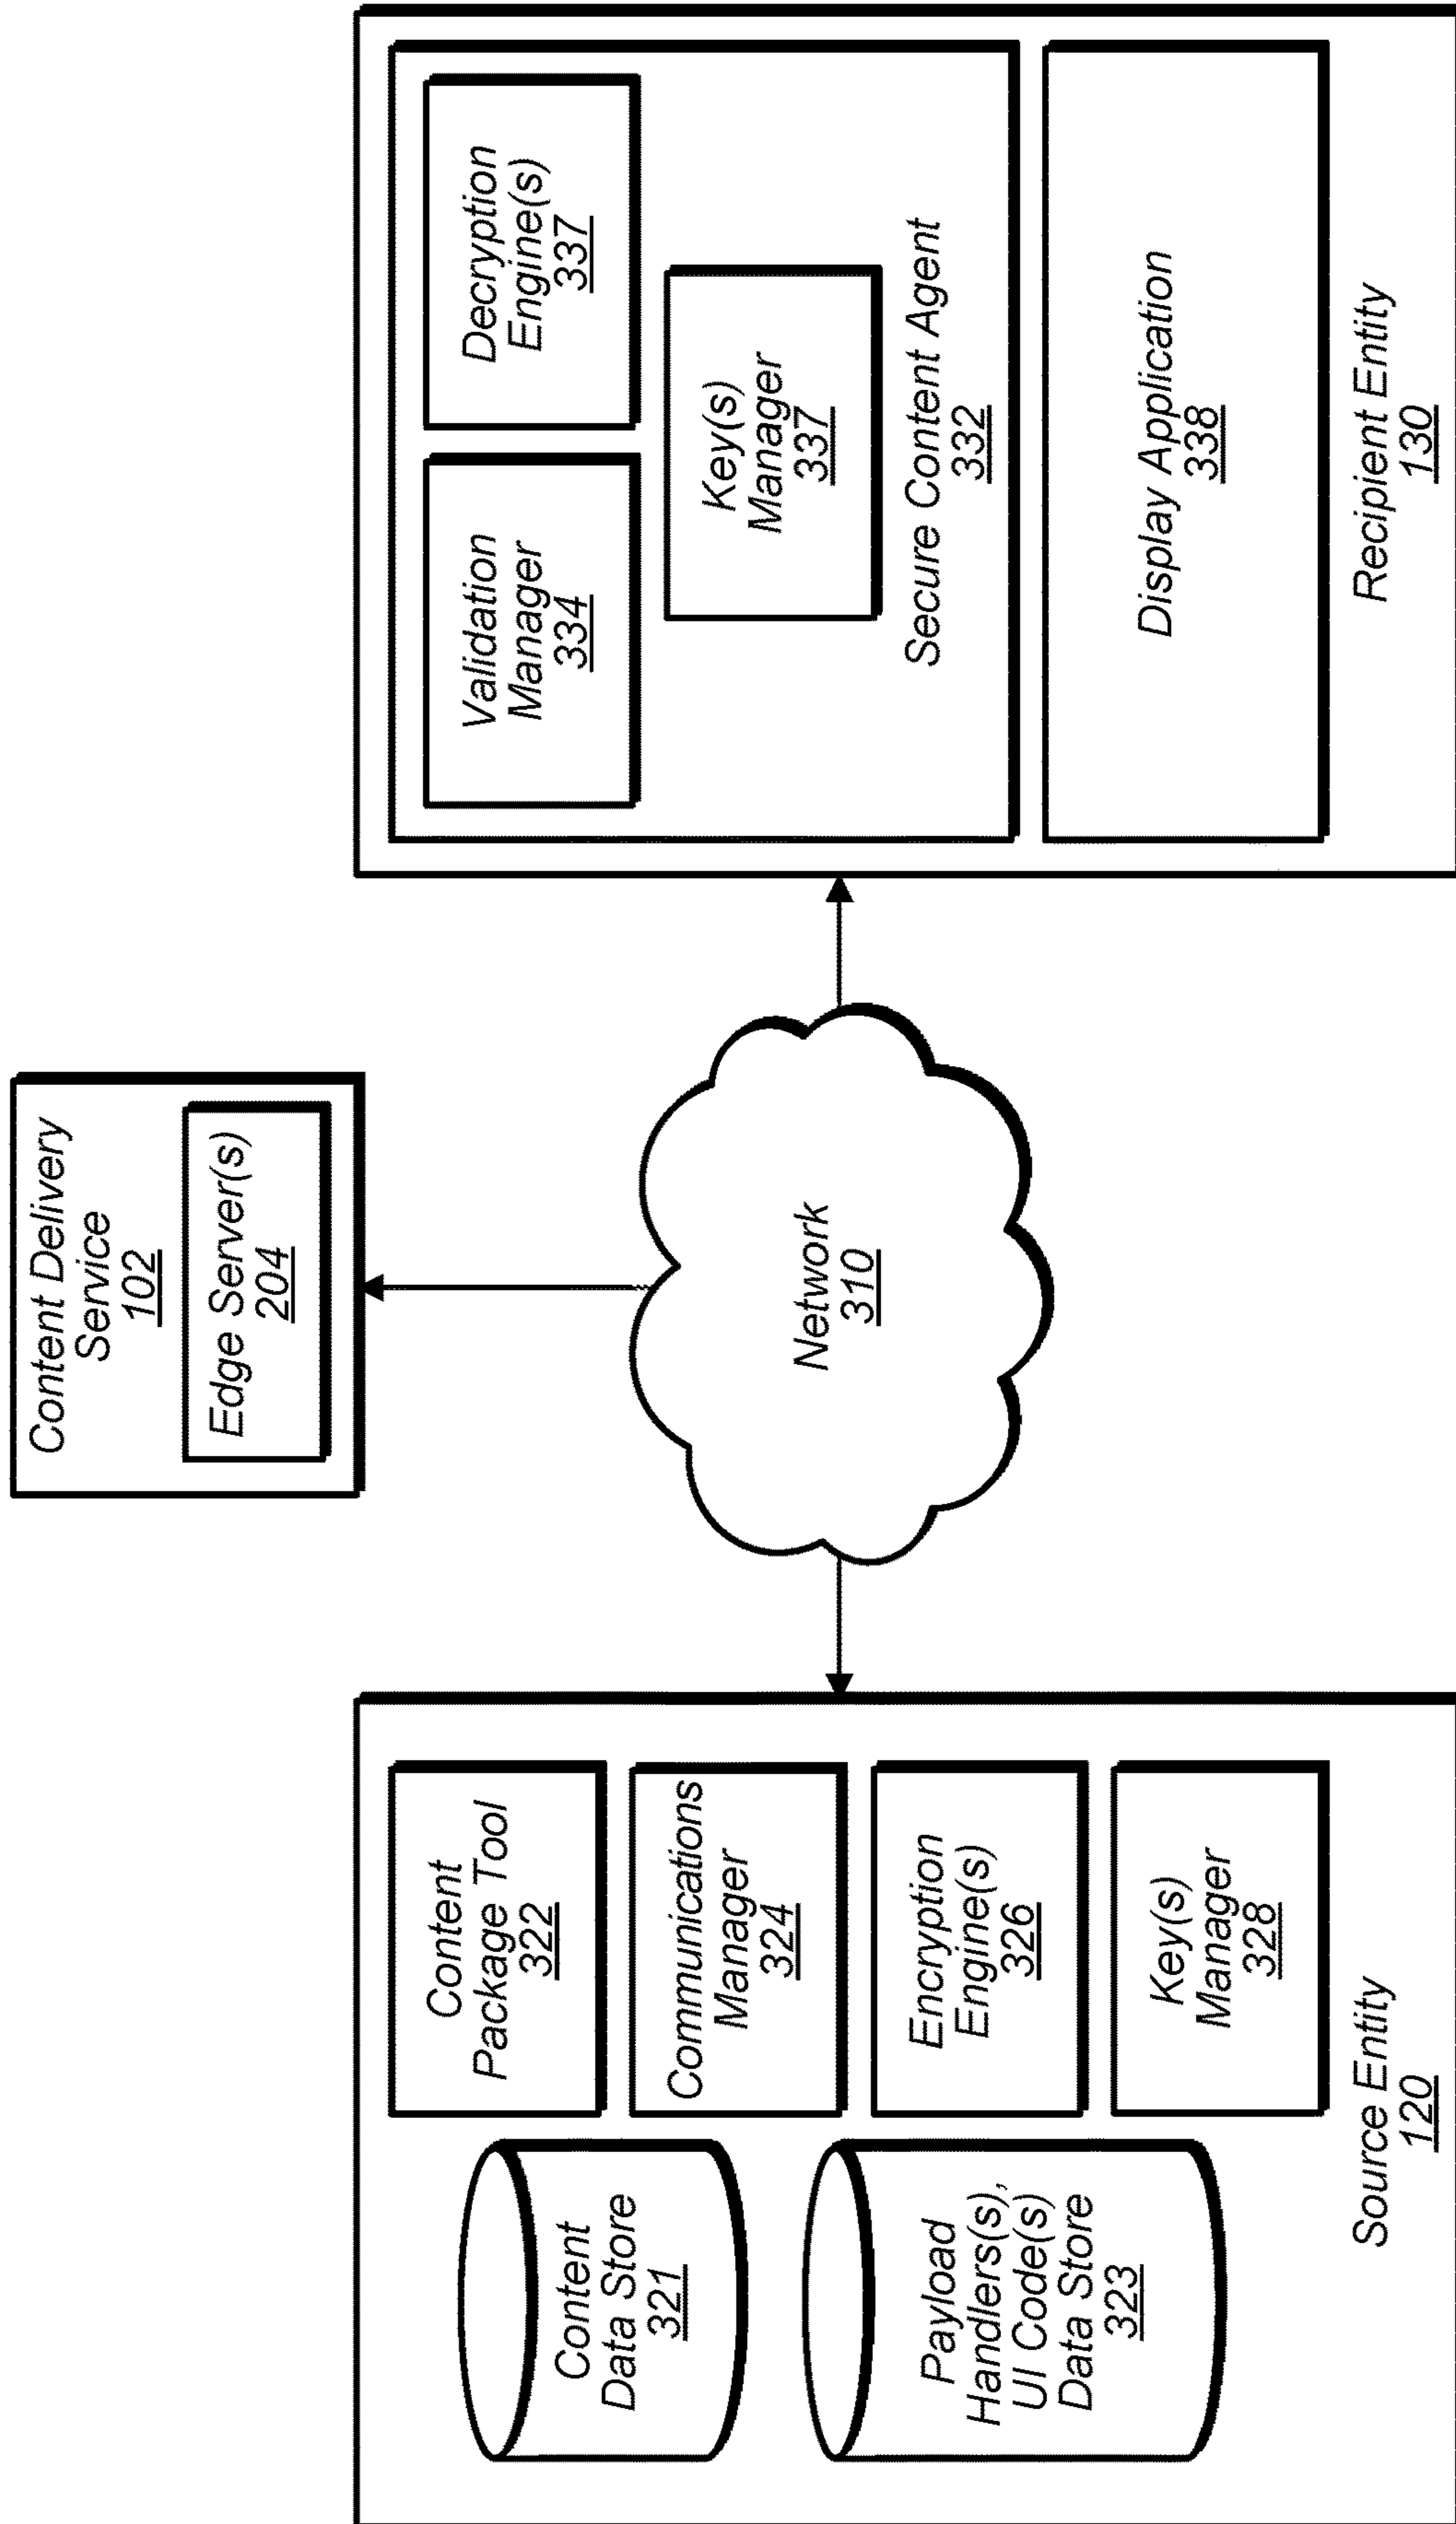 Content Delivery
Service
102
Edge Server(s)
204
Content
Data Store
321
Payload
Handlers(s),
UI Code(s)
Data Store
323
Content
Package Tool
322
Communications
Manager
324
Encryption
Engine(s)
326
Key(s)
Manager
328
Source Entity
120
Network
310
Validation
Manager
334
Decryption
Engine(s)
337
Key(s)
Manager
337
Secure Content Agent
332
Display Application
338
Recipient Entity
130